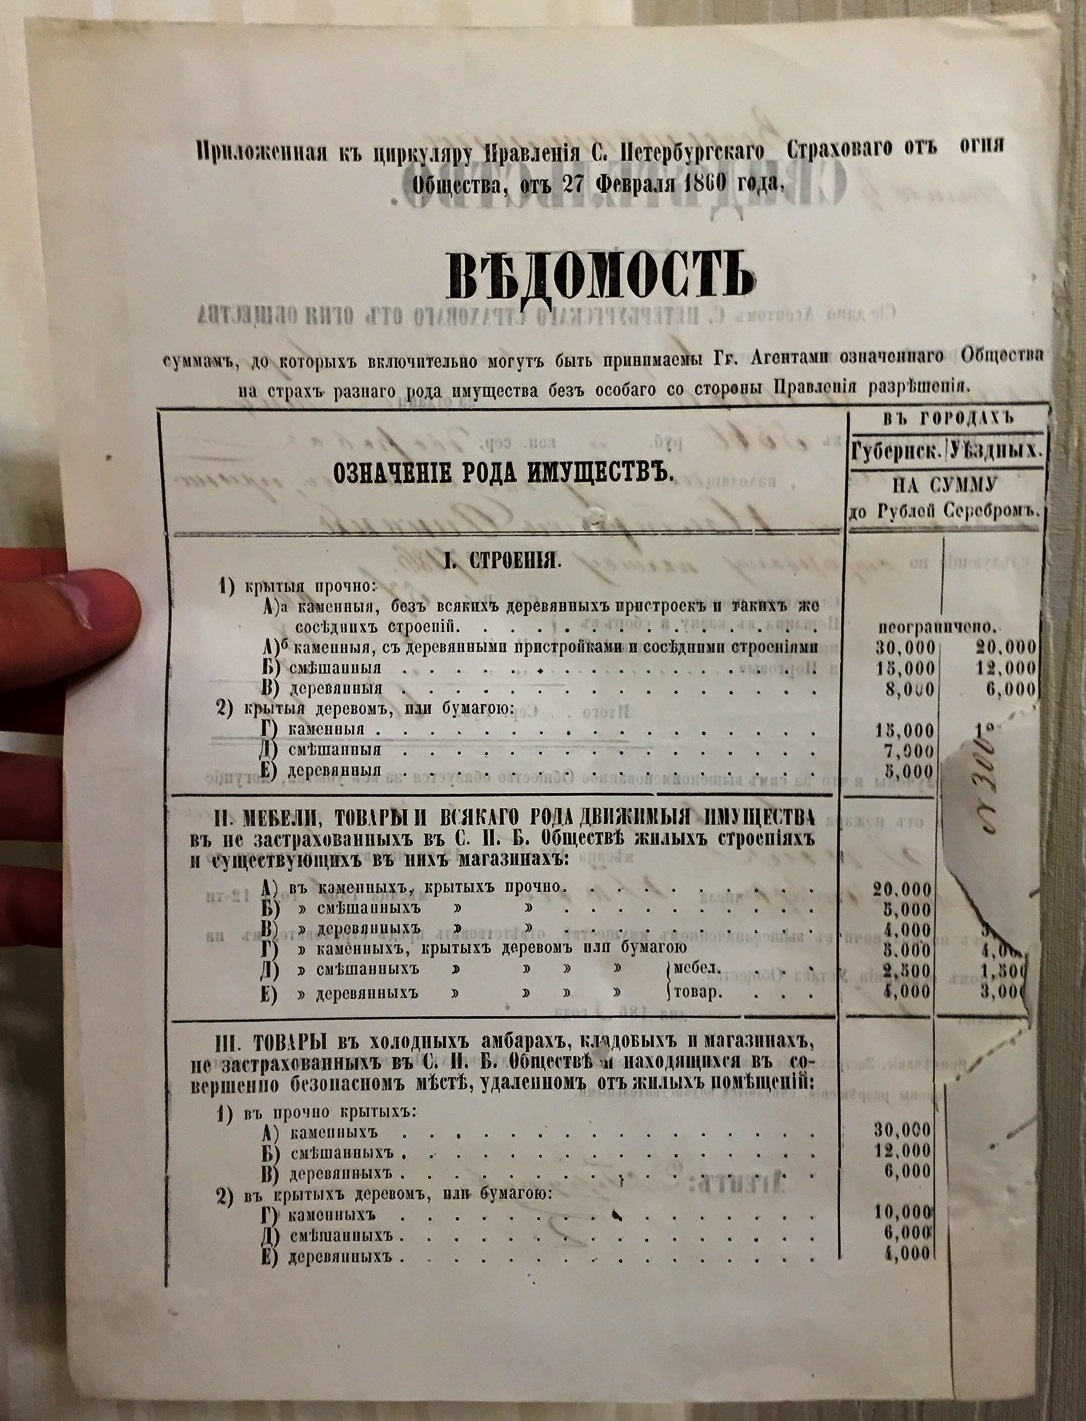 Приложенная къ циркуляру Правленія С. Петербургскаго Страховаго отъ огня
Общества, отъ 27 Февраля 1860 года,
ВѢДОМОСТЬ
суммамъ, до которыхъ включительно могутъ быть принимаемы Гг. Агентами означеннаго Общества
на страхъ разнаго рода имущества безъ особаго со стороны Правленія разрѣшенія.
ОЗНАЧЕНІЕ РОДА ИМУЩЕСТВЪ.
ВЪ ГОРОДАХЪ
Губернск. Уѣздныхъ.
НА СУММУ
до Рублей Серебромъ.
I. СТРОЕНІЯ.
1) крытыя прочно:
А)а каменныя, безъ всякихъ деревянныхъ пристроекъ и такихъ же
сосѣднихъ строеній. . . . . . . . . . . . . . неограничено.
А)б каменныя, съ деревянными пристройками и сосѣдними строеніями 30,000 20,000
Б) смѣшанныя . . . . . . . . . . . . . . . 15,000 12,000
В) деревянныя . . . . . . . . . . . . . . . 8,000 6,000
2) крытыя деревомъ, или бумагою:
Г) каменныя . . . . . . . . . . . . . . . . 15,000
Д) смѣшанныя . . . . . . . . . . . . . . . 7,000
Е) деревянныя . . . . . . . . . . . . . . . 5,000
N 300
II. МЕБЕЛИ, ТОВАРЫ И ВСЯКАГО РОДА ДВИЖИМЫЯ ИМУЩЕСТВА
въ не застрахованныхъ въ С. П. Б. Обществѣ жилыхъ строеніяхъ
и существующихъ въ нихъ магазинахъ:
А) въ каменныхъ, крытыхъ прочно. . . . . . . . . 20,000
Б) » смѣшанныхъ » » . . . . . . . . . 5,000
В) » деревянныхъ » » . . . . . . . . . 4,000
Г) » каменныхъ, крытыхъ деревомъ или бумагою 5.000 4,00
Д) » смѣшанныхъ » » » » }мебел. . . . 2,500 1,500
Е) » деревянныхъ » » » » }товар. . . . 4,000 3,000
III. ТОВАРЫ въ холодныхъ амбарахъ, кладовыхъ и магазинахъ,
не застрахованныхъ въ С. П. Б. Обществѣ и находящихся въ со-
вершенно безопасномъ мѣстѣ, удаленномъ отъ жилыхъ помѣщеній:
1) въ прочно крытыхъ:
А) каменныхъ . . . . . . . . . . . . . . . 30,000
Б) смѣшанныхъ . . . . . . . . . . . . . . . 12,000
В) деревянныхъ . . . . . . . . . . . . . . . 6,000
2) въ крытыхъ деревомъ, или бумагою:
Г) каменныхъ . . . . . . . . . . . . . . . 10,000
Д) смѣшанныхъ . . . . . . . . . . . . . . . 6,000
Е) деревянныхъ . . . . . . . . . . . . . . . 4,000